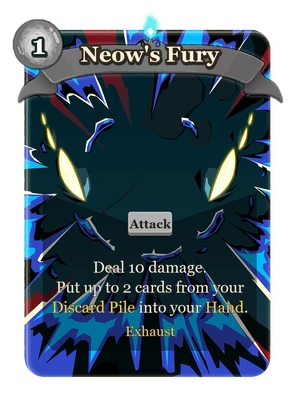 1
Neow's Fury
Attack
Deal 10 damage.
Put up to 2 cards from your
Discard Pile into your Hand.
Exhaust